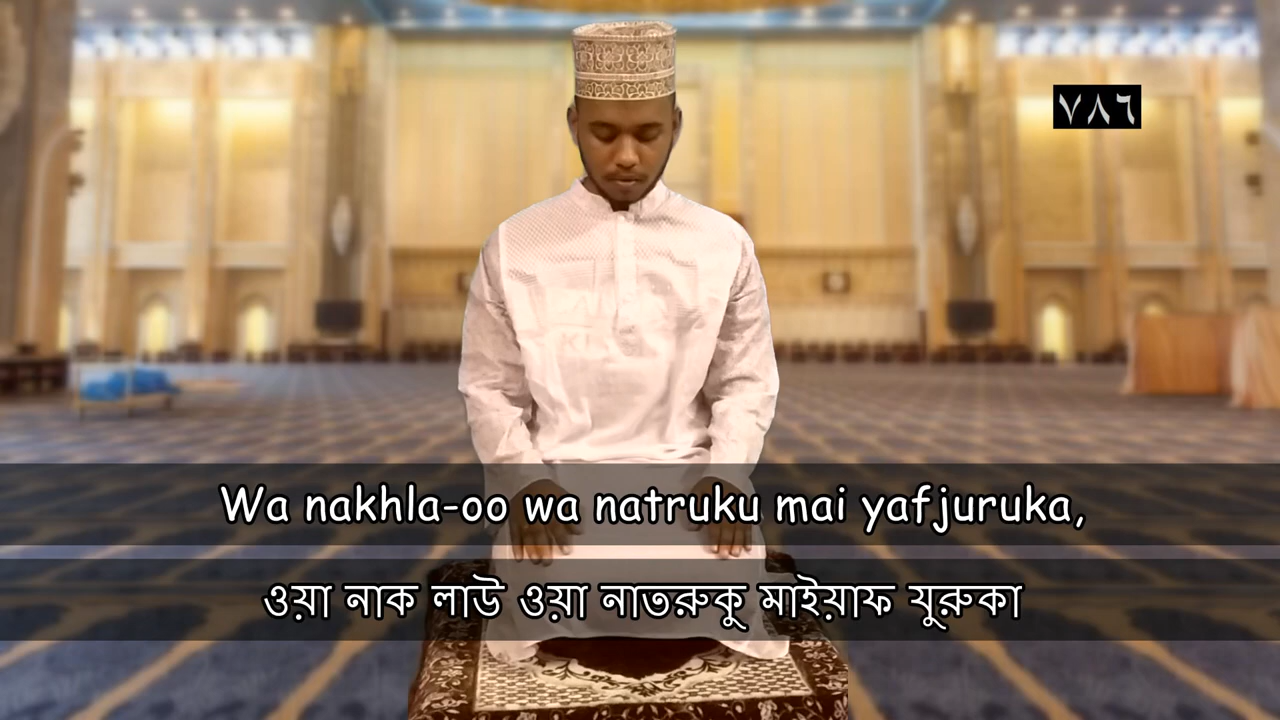 ٧٨٦
Wa nakhla-oo wa natruku mai yafjuruka,
ওয়া নাক লাউ ওয়া নাতরুকু মাইয়াফ যুরুকা